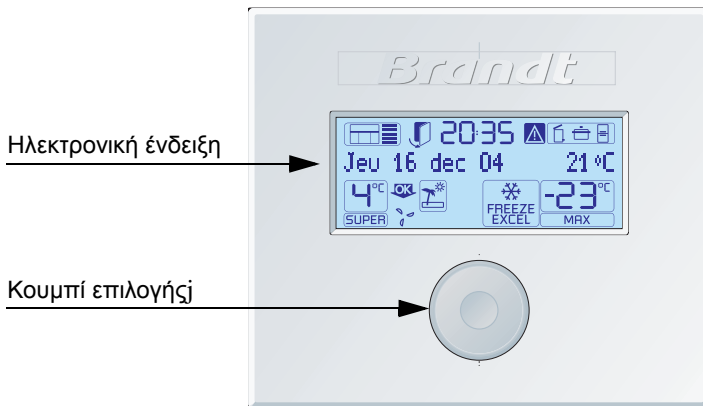 Brandt
Ηλεκτρονική ένδειξη
20:35
Jeu 16 dec 04 21 °C
4°C OK FREEZE EXCEL -23°C
SUPER MAX
Κουμπί επιλογήςj